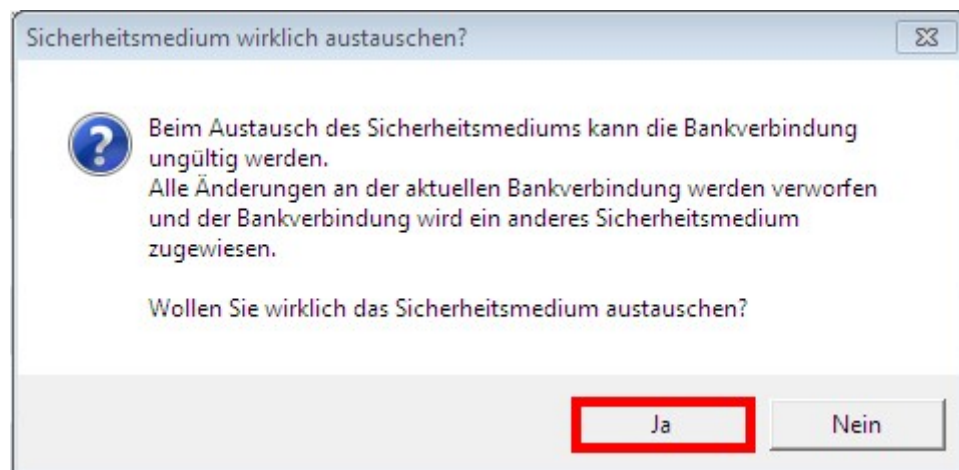 Sicherheitsmedium wirklich austauschen?
Beim Austausch des Sicherheitsmediums kann die Bankverbindung
ungültig werden.
Alle Änderungen an der aktuellen Bankverbindung werden verworfen
und der Bankverbindung wird ein anderes Sicherheitsmedium
zugewiesen.
Wollen Sie wirklich das Sicherheitsmedium austauschen?
Ja
Nein